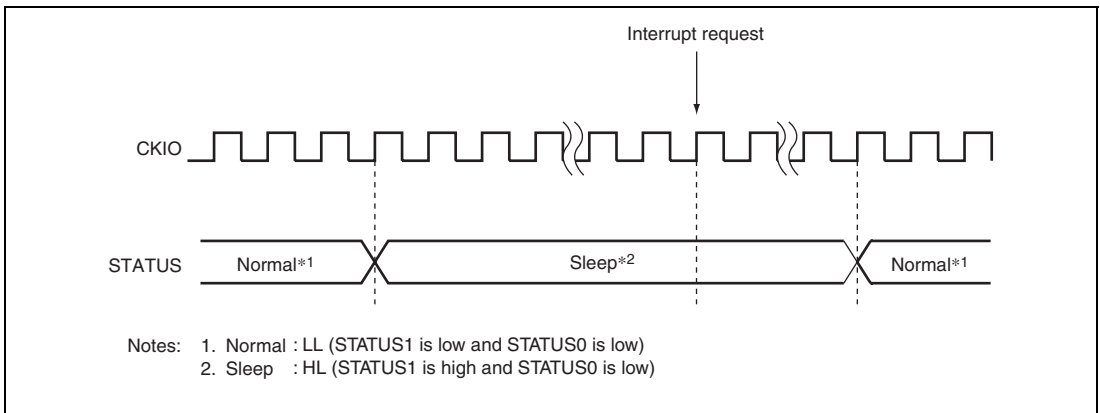 Interrupt request
CKIO
STATUS
Normal*1
Sleep*2
Normal*1
Notes: 1. Normal : LL (STATUS1 is low and STATUS0 is low)
2. Sleep : HL (STATUS1 is high and STATUS0 is low)